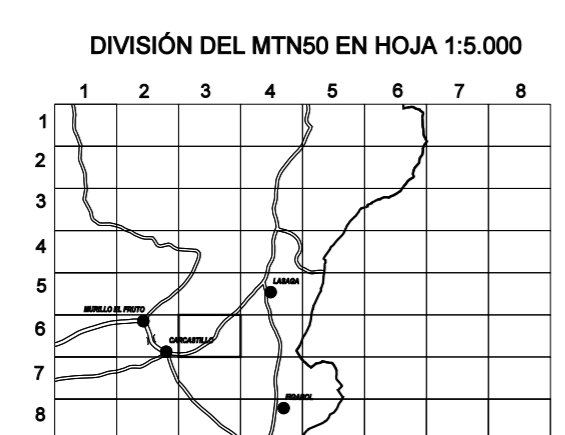 DIVISIÓN DEL MTN50 EN HOJA 1:5.000
1 2 3 4 5 6 7 8
1
2
3
4
5
LASAGA
MURILLO EL FRUTO
6
CARCASTILLO
7
FIGAROL
8